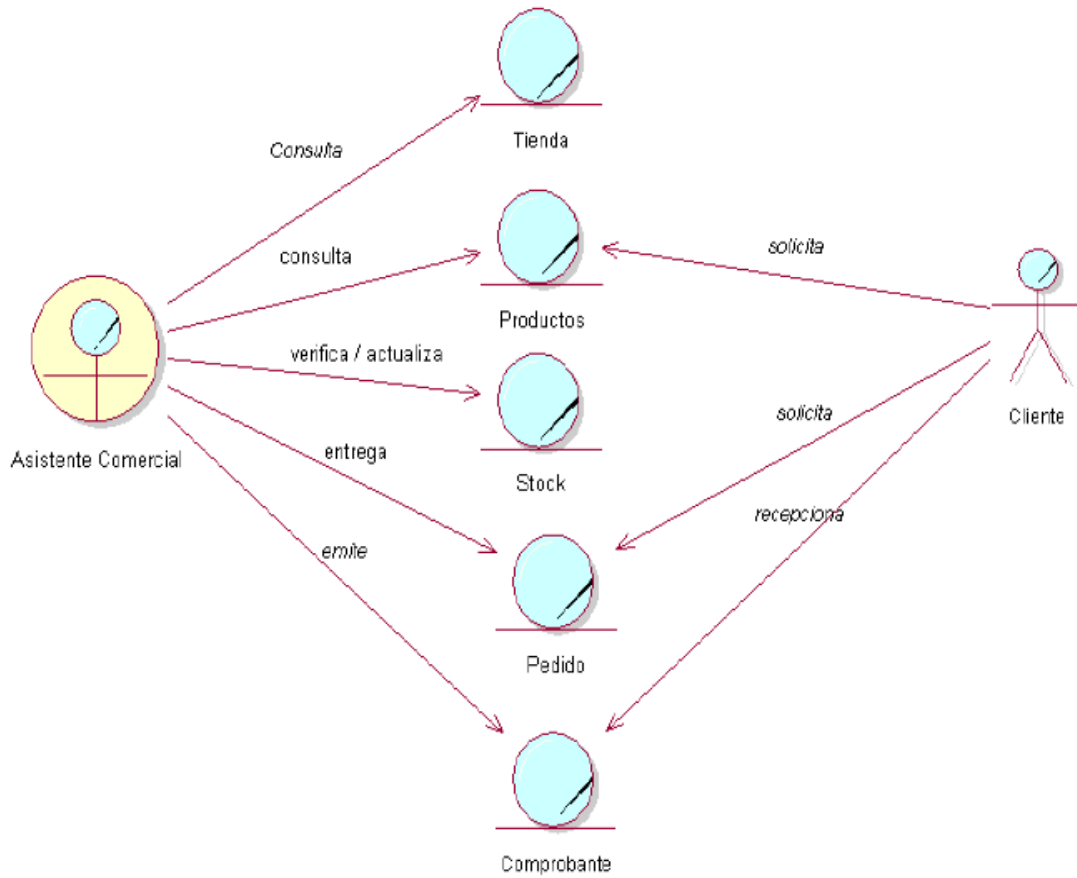 Consulta
Tienda
consulta
solicita
Productos
verifica / actualiza
Asistente Comercial
entrega
Stock
solicita
Cliente
emite
recepciona
Pedido
Comprobante